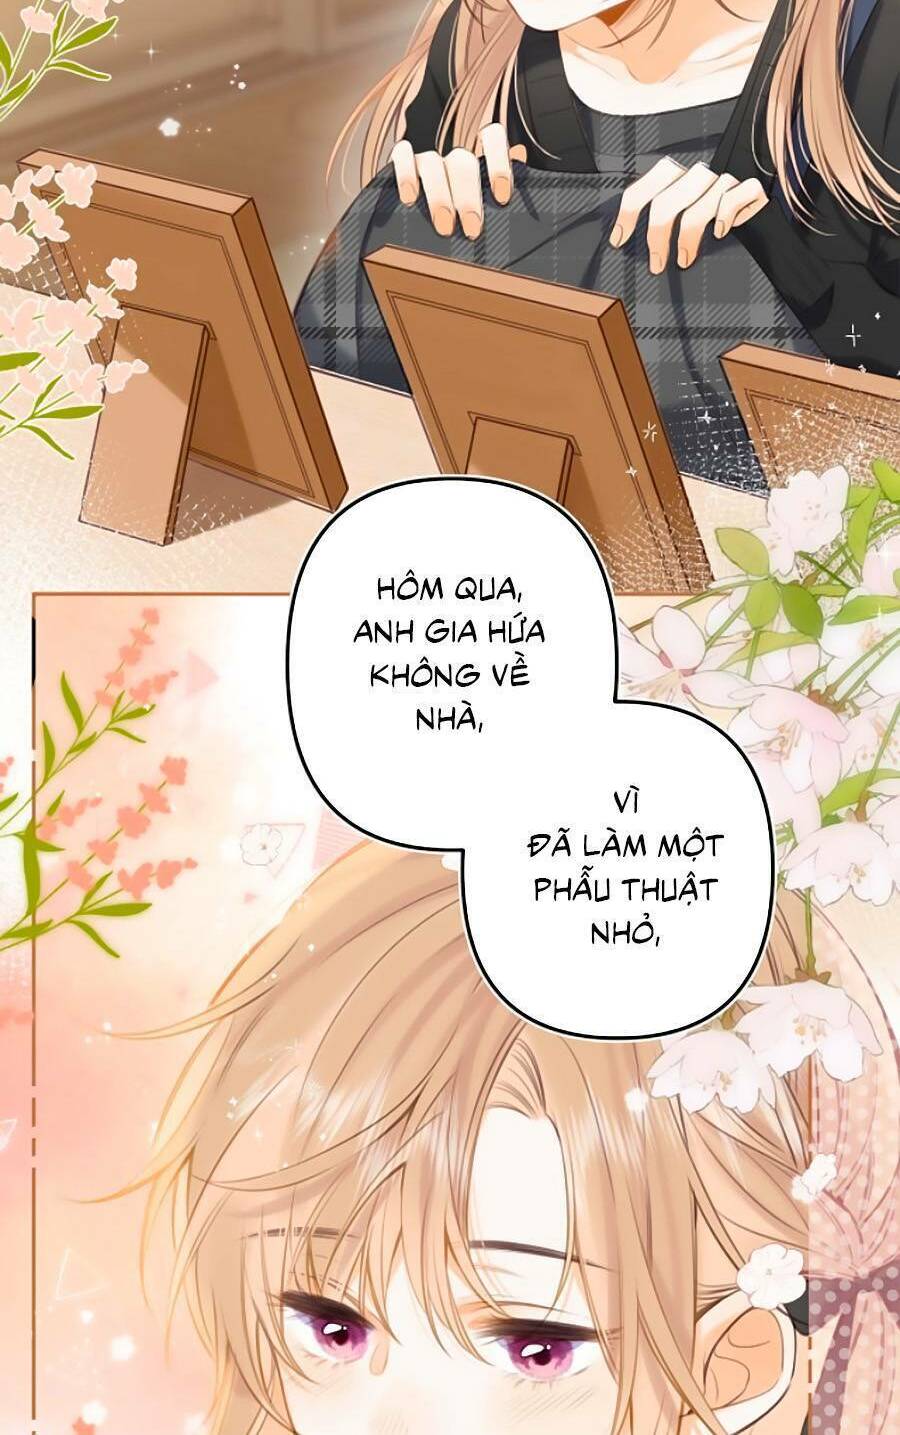 HÔM QUA,
ANH GIA HỨA
KHÔNG VỀ
NHÀ,
VÌ
ĐÃ LÀM MỘT
PHẪU THUẬT
NHỎ,